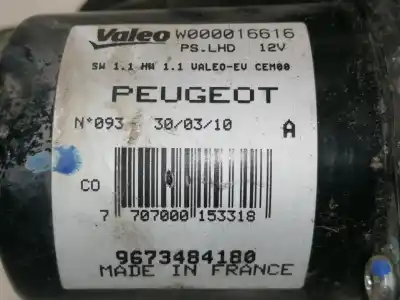 Valeo W000016616
PS.LHD 12V
SW 1.1 HW 1.1 VALEO-EV CEM00
PEUGEOT
N°093 30/03/10 A
CO
7 707000 153318
9673484180
MADE IN FRANCE